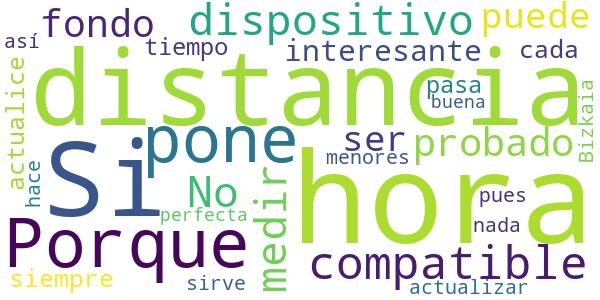 fondo
dispositivo
puede
así
tiempo
interesante
cada
distancia
pasa
buena
actualice
Bizkaia
Si
pone
ser
probado
menores
hora
hace
No
medir
pues
perfecta
nada
Porque
compatible
siempre
sirve
actualizar